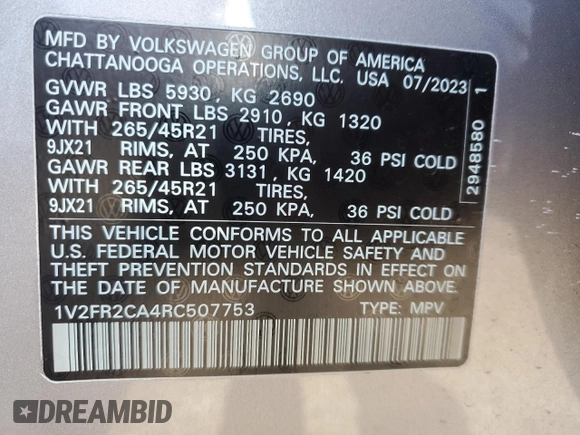 MFD BY VOLKSWAGEN GROUP OF AMERICA
CHATTANOOGA OPERATIONS, LLC. USA 07/2023
GVWR LBS 5930, KG 2690
GAWR FRONT LBS 2910, KG 1320
WITH 265/45R21 TIRES,
9JX21 RIMS, AT 250 KPA, 36 PSI COLD
GAWR REAR LBS 3131, KG 1420
WITH 265/45R21 TIRES,
9JX21 RIMS, AT 250 KPA, 36 PSI COLD.
THIS VEHICLE CONFORMS TO ALL APPLICABLE
U.S. FEDERAL MOTOR VEHICLE SAFETY AND
THEFT PREVENTION STANDARDS IN EFFECT ON
THE DATE OF MANUFACTURE SHOWN ABOVE.
1V2FR2CA4RC507753 TYPE: MPV
2948580 1
DREAMBID